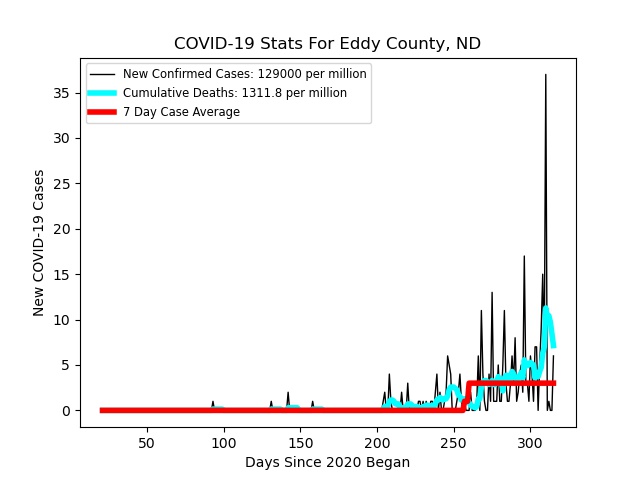 COVID-19 Stats For Eddy County, ND
New Confirmed Cases: 129000 per million
Cumulative Deaths: 1311.8 per million
7 Day Case Average
New COVID-19 Cases
35
30
25
20
15
10
5
0
50 100 150 200 250 300
Days Since 2020 Began